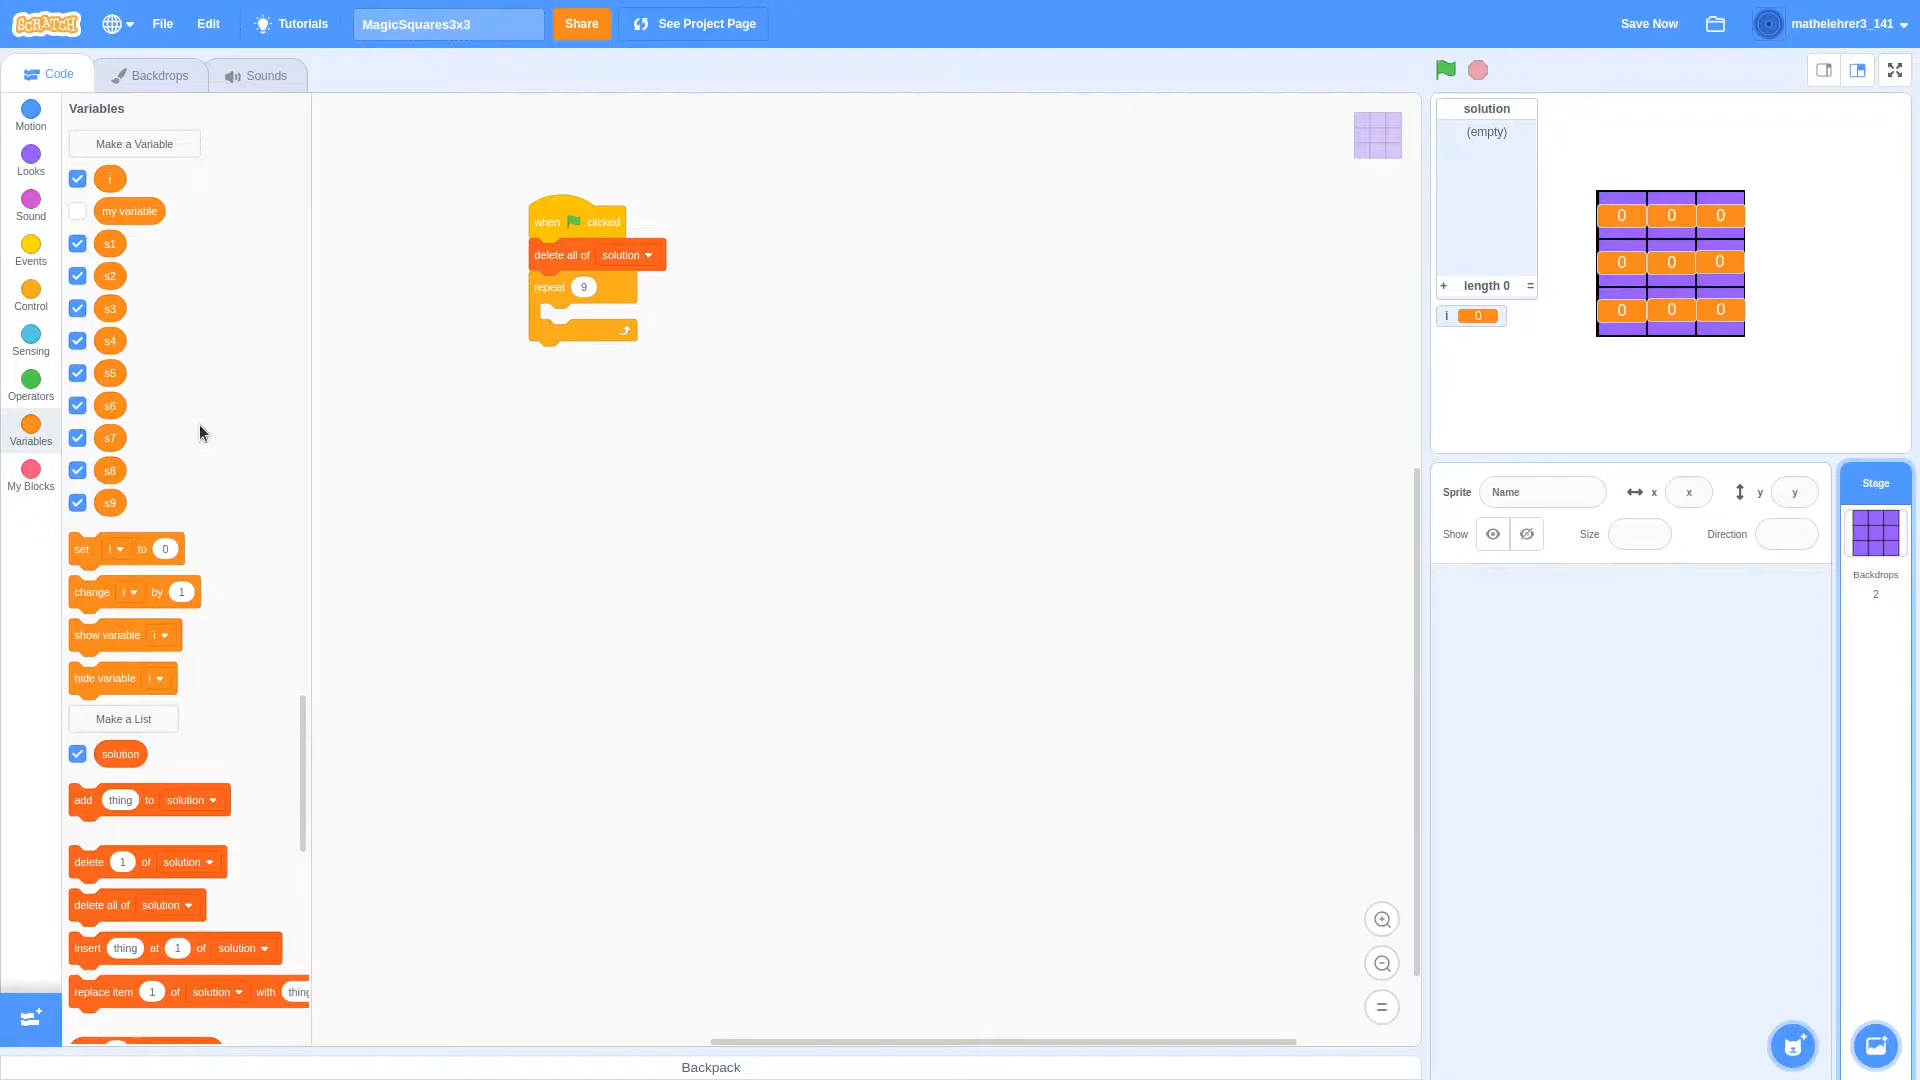 SCRATCH File Edit Tutorials MagicSquares3x3 Share See Project Page Save Now mathelehrer3_141
Code Backdrops Sounds
Motion
Looks
Sound
Events
Control
Sensing
Operators
Variables
My Blocks
Variables
Make a Variable
i
my variable
s1
s2
s3
s4
s5
s6
s7
s8
s9
set i to 0
change i by 1
show variable i
hide variable i
Make a List
solution
add thing to solution
delete 1 of solution
delete all of solution
insert thing at 1 of solution
replace item 1 of solution with thing
when clicked
delete all of solution
repeat 9
Backpack
solution
(empty)
+ length 0 =
i 0
0 0 0
0 0 0
0 0 0
Sprite Name x x y y
Show Size Direction
Stage
Backdrops
2